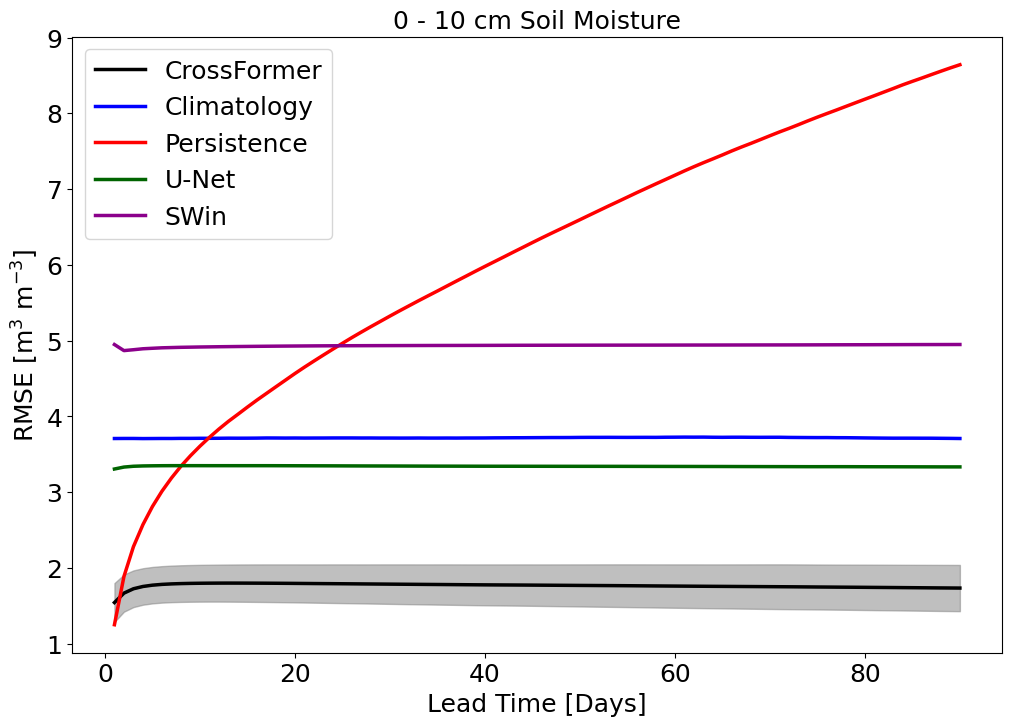 0 - 10 cm Soil Moisture
CrossFormer
Climatology
Persistence
U-Net
SWin
RMSE [m³ m⁻³]
9
8
7
6
5
4
3
2
1
0 20 40 60 80
Lead Time [Days]